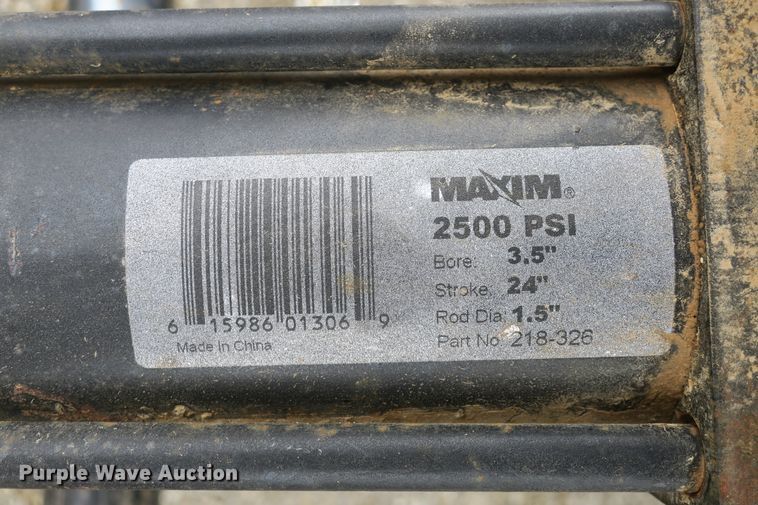 MAXIM®
2500 PSI
Bore: 3.5"
Stroke: 24"
Rod Dia: 1.5"
Part No: 218-326
6 15986 01306 9
Made In China
Purple Wave Auction